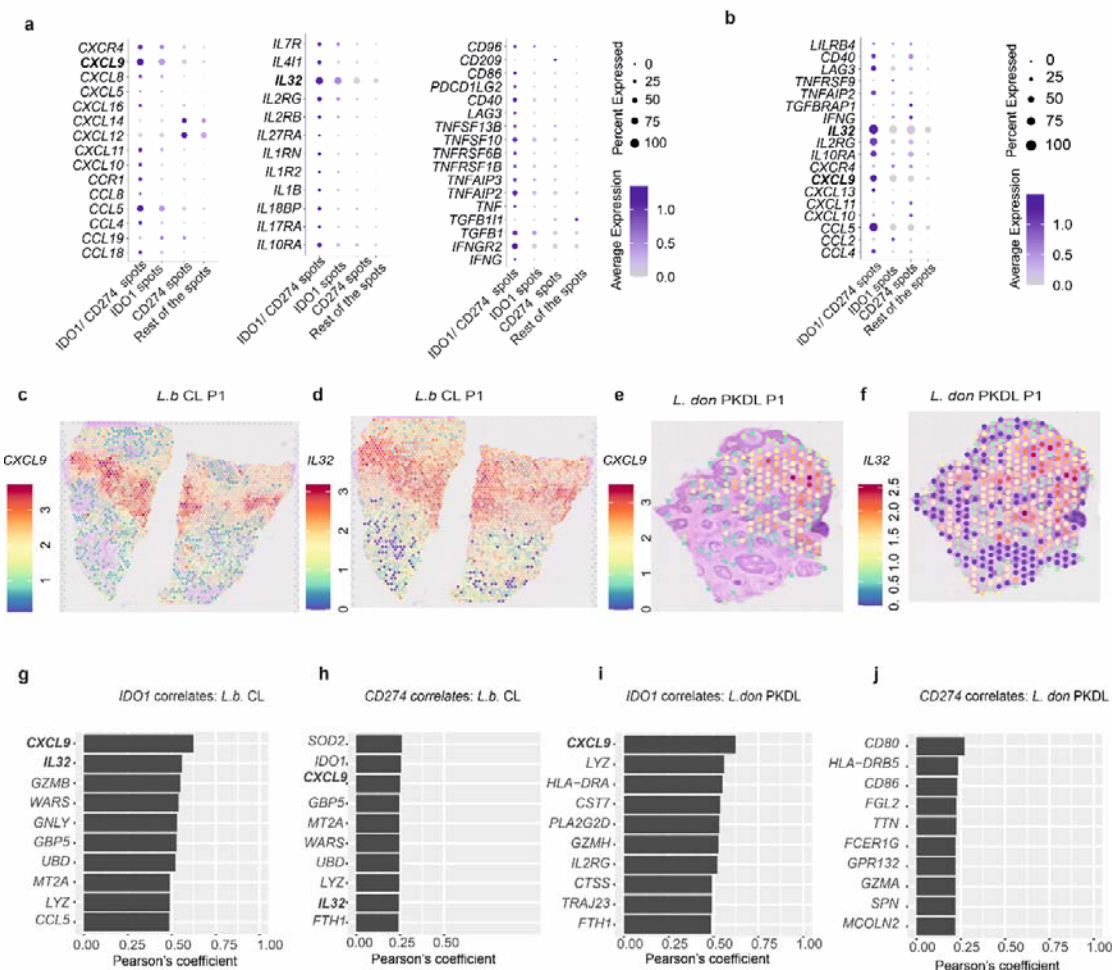 a
CXCR4
CXCL9
CXCL8
CXCL5
CXCL16
CXCL14
CXCL12
CXCL11
CXCL10
CCR1
CCL8
CCL5
CCL4
CCL19
CCL18
IDO1/ CD274 spots
IDO1 spots
CD274 spots
Rest of the spots
IL7R
IL4I1
IL32
IL2RG
IL2RB
IL27RA
IL1RN
IL1R2
IL1B
IL18BP
IL17RA
IL10RA
IDO1/ CD274 spots
IDO1 spots
CD274 spots
Rest of the spots
CD96
CD209
CD86
PDCD1LG2
CD40
LAG3
TNFSF13B
TNFSF10
TNFRSF6B
TNFRSF1B
TNFAIP3
TNFAIP2
TNF
TGFB1I1
TGFB1
IFNGR2
IFNG
IDO1/ CD274 spots
IDO1 spots
CD274 spots
Rest of the spots
Percent Expressed
0
25
50
75
100
Average Expression
1.0
0.5
0.0
b
LILRB4
CD40
LAG3
TNFRSF9
TNFAIP2
TGFBRAP1
IFNG
IL32
IL2RG
IL10RA
CXCR4
CXCL9
CXCL13
CXCL11
CXCL10
CCL5
CCL2
CCL4
IDO1/ CD274 spots
IDO1 spots
CD274 spots
Rest of the spots
Percent Expressed
0
25
50
75
100
Average Expression
1.0
0.5
0.0
c
L.b CL P1
CXCL9
3
2
1
d
L.b CL P1
IL32
3
2
1
0
e
L. don PKDL P1
CXCL9
3
2
1
0
f
L. don PKDL P1
IL32
2.5
2.0
1.5
1.0
0.5
0.
g
IDO1 correlates: L.b. CL
CXCL9
IL32
GZMB
WARS
GNLY
GBP5
UBD
MT2A
LYZ
CCL5
0.00 0.25 0.50 0.75 1.00
Pearson's coefficient
h
CD274 correlates: L.b. CL
SOD2
IDO1
CXCL9
GBP5
MT2A
WARS
UBD
LYZ
IL32
FTH1
0.00 0.25 0.50
Pearson's coefficient
i
IDO1 correlates: L.don PKDL
CXCL9
LYZ
HLA-DRA
CST7
PLA2G2D
GZMH
IL2RG
CTSS
TRAJ23
FTH1
0.00 0.25 0.50 0.75 1.00
Pearson's coefficient
j
CD274 correlates: L. don PKDL
CD80
HLA-DRB5
CD86
FGL2
TTN
FCER1G
GPR132
GZMA
SPN
MCOLN2
0.00 0.25 0.50 0.75 1.00
Pearson's coefficient